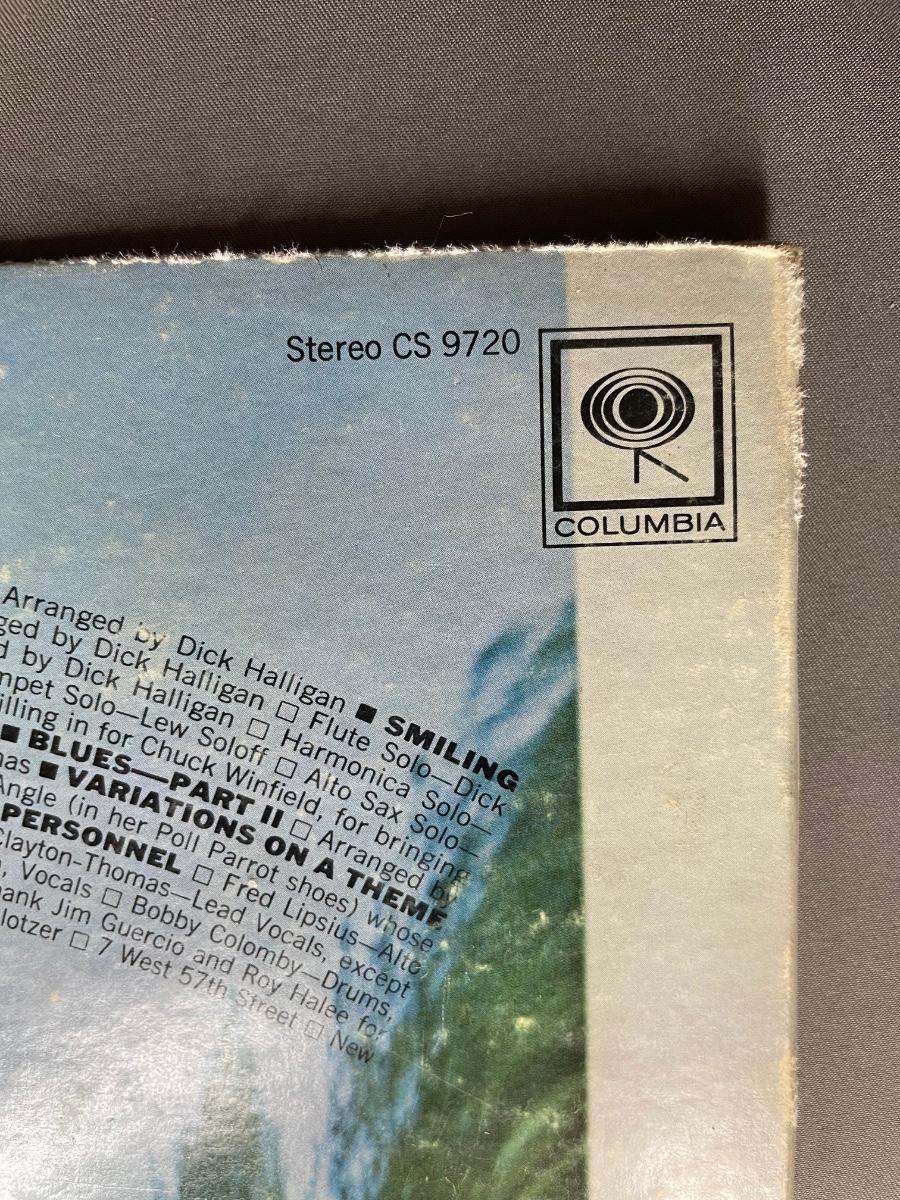 Stereo CS 9720
COLUMBIA
Arranged by Dick Halligan ■ SMILING
ged by Dick Halligan □ Flute Solo—Dick
d by Dick Halligan □ Harmonica Solo—
mpet Solo—Lew Soloff □ Alto Sax Solo—
illing in for Chuck Winfield, for bringing
■ BLUES—PART II □ Arranged by
nas ■ VARIATIONS ON A THEME
Angle (in her Poll Parrot shoes) whose
PERSONNEL □ Fred Lipsius—Alto
Clayton-Thomas—Lead Vocals, except
n, Vocals □ Bobby Colomby—Drums,
hank Jim Guercio and Roy Halee for
lotzer □ 7 West 57th Street □ New